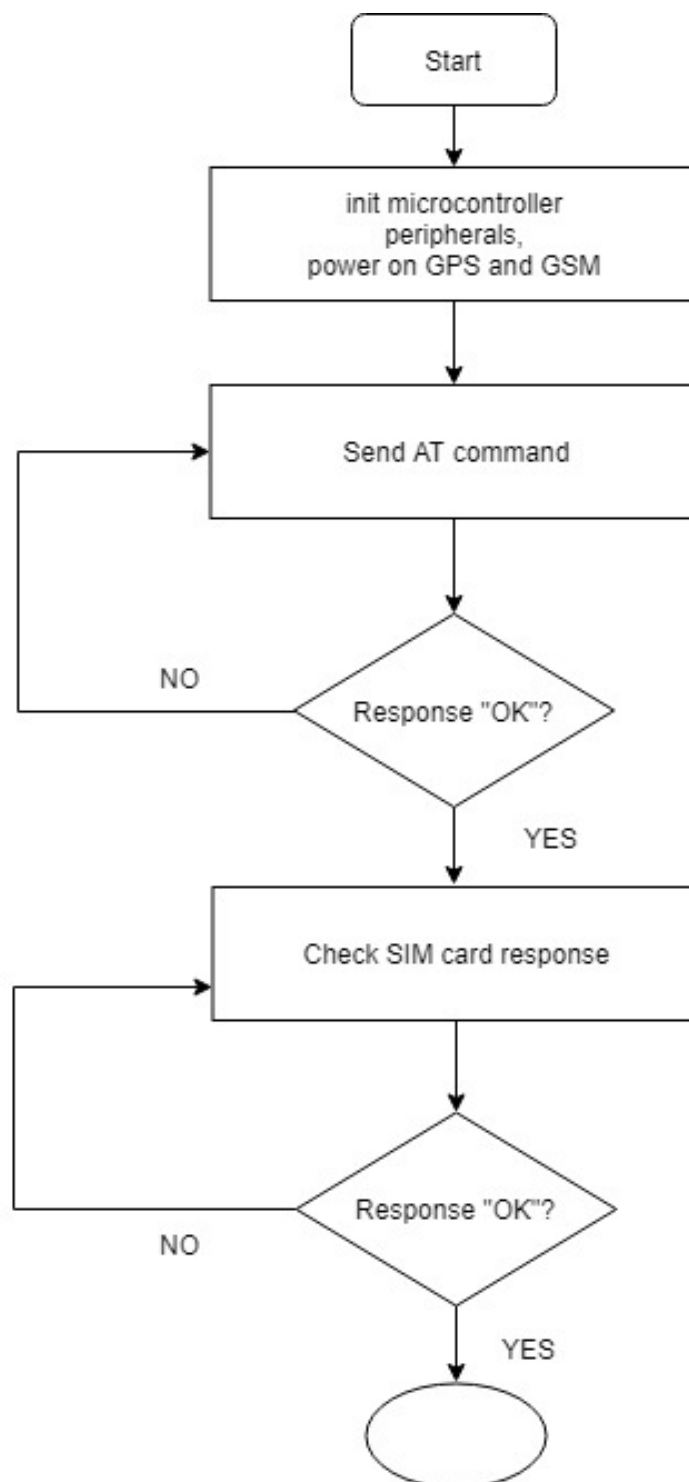 Start
init microcontroller
peripherals,
power on GPS and GSM
Send AT command
NO
Response "OK"?
YES
Check SIM card response
Response "OK"?
NO
YES